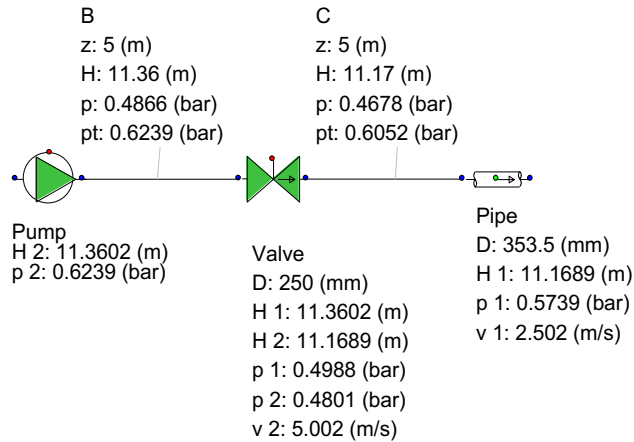 B
z: 5 (m)
H: 11.36 (m)
p: 0.4866 (bar)
pt: 0.6239 (bar)
C
z: 5 (m)
H: 11.17 (m)
p: 0.4678 (bar)
pt: 0.6052 (bar)
Pump
H 2: 11.3602 (m)
p 2: 0.6239 (bar)
Valve
D: 250 (mm)
H 1: 11.3602 (m)
H 2: 11.1689 (m)
p 1: 0.4988 (bar)
p 2: 0.4801 (bar)
v 2: 5.002 (m/s)
Pipe
D: 353.5 (mm)
H 1: 11.1689 (m)
p 1: 0.5739 (bar)
v 1: 2.502 (m/s)